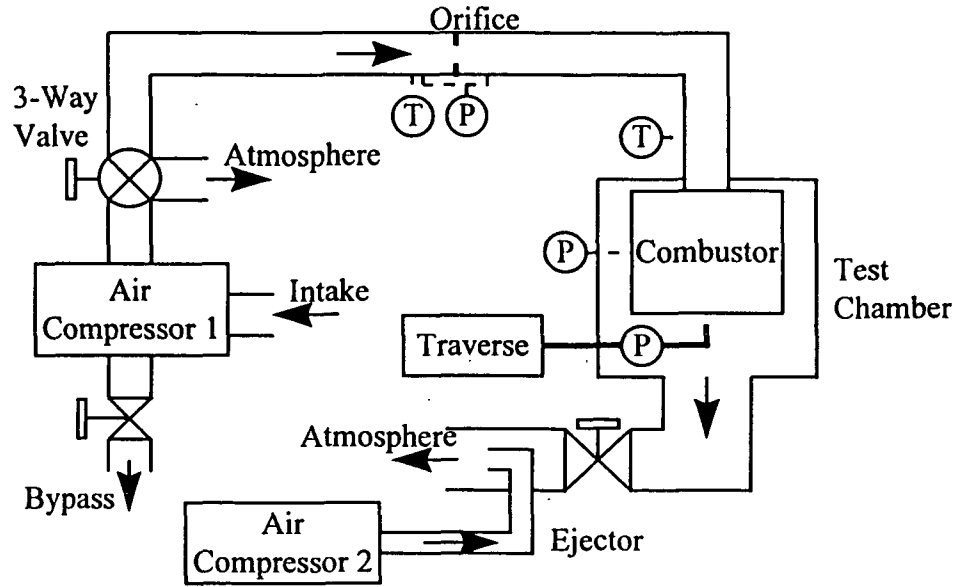 Orifice
3-Way
Valve
T
P
T
Atmosphere
P
Combustor
Test
Chamber
Air
Compressor 1
Intake
Traverse
P
Atmosphere
Bypass
Air
Compressor 2
Ejector